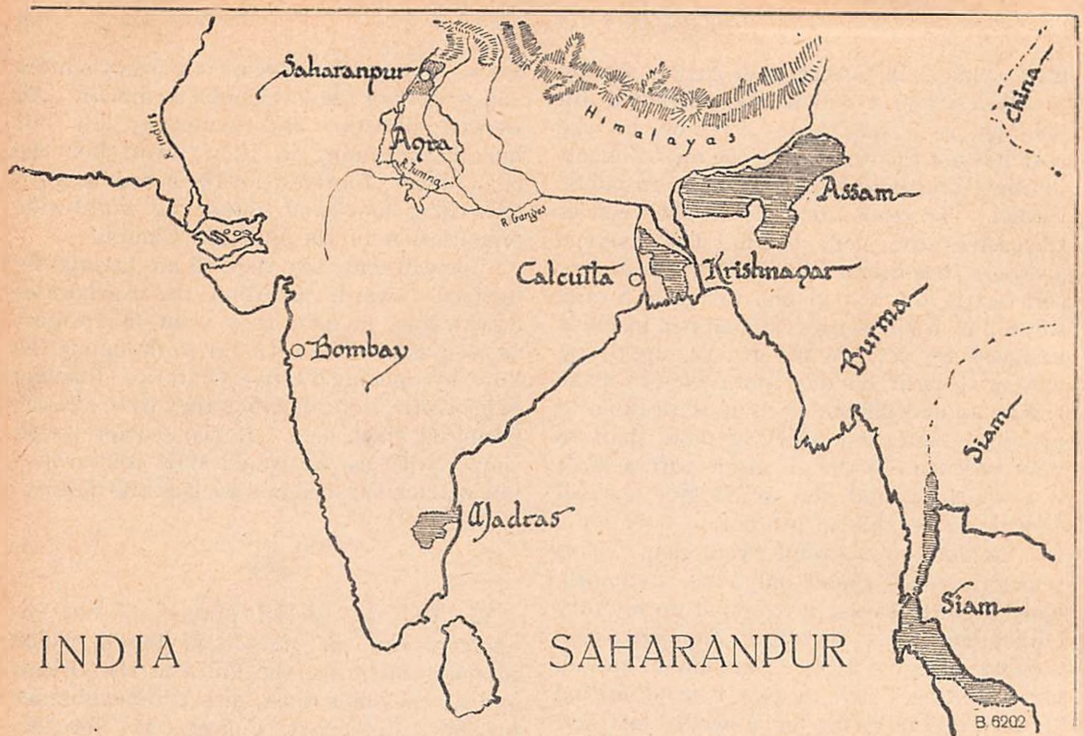 Saharanpur
China
R Indus
Himalayas
Agra
R. Jumna
Assam
R. Ganges
Calcutta
Krishnagar
Burma
Bombay
Siam
Madras
Siam
INDIA
SAHARANPUR
B. 6202